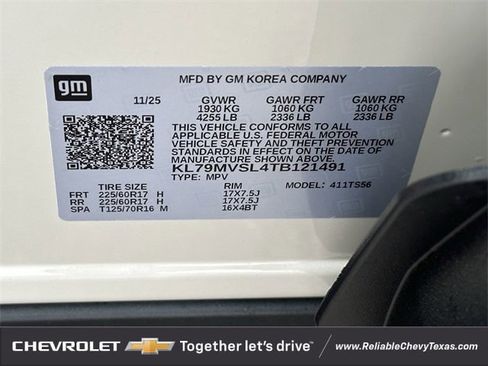 gm
MFD BY GM KOREA COMPANY
11/25 GVWR GAWR FRT GAWR RR
1930 KG 1060 KG 1060 KG
4255 LB 2336 LB 2336 LB
THIS VEHICLE CONFORMS TO ALL
APPLICABLE U.S. FEDERAL MOTOR
VEHICLE SAFETY AND THEFT PREVENTION
STANDARDS IN EFFECT ON THE DATE OF
MANUFACTURE SHOWN ABOVE.
KL79MVSL4TB121491
TYPE: MPV MODEL: 411TS56
TIRE SIZE RIM
FRT 225/60R17 H 17X7.5J
RR 225/60R17 H 17X7.5J
SPA T125/70R16 M 16X4BT
CHEVROLET Together let's drive™ www.ReliableChevyTexas.com